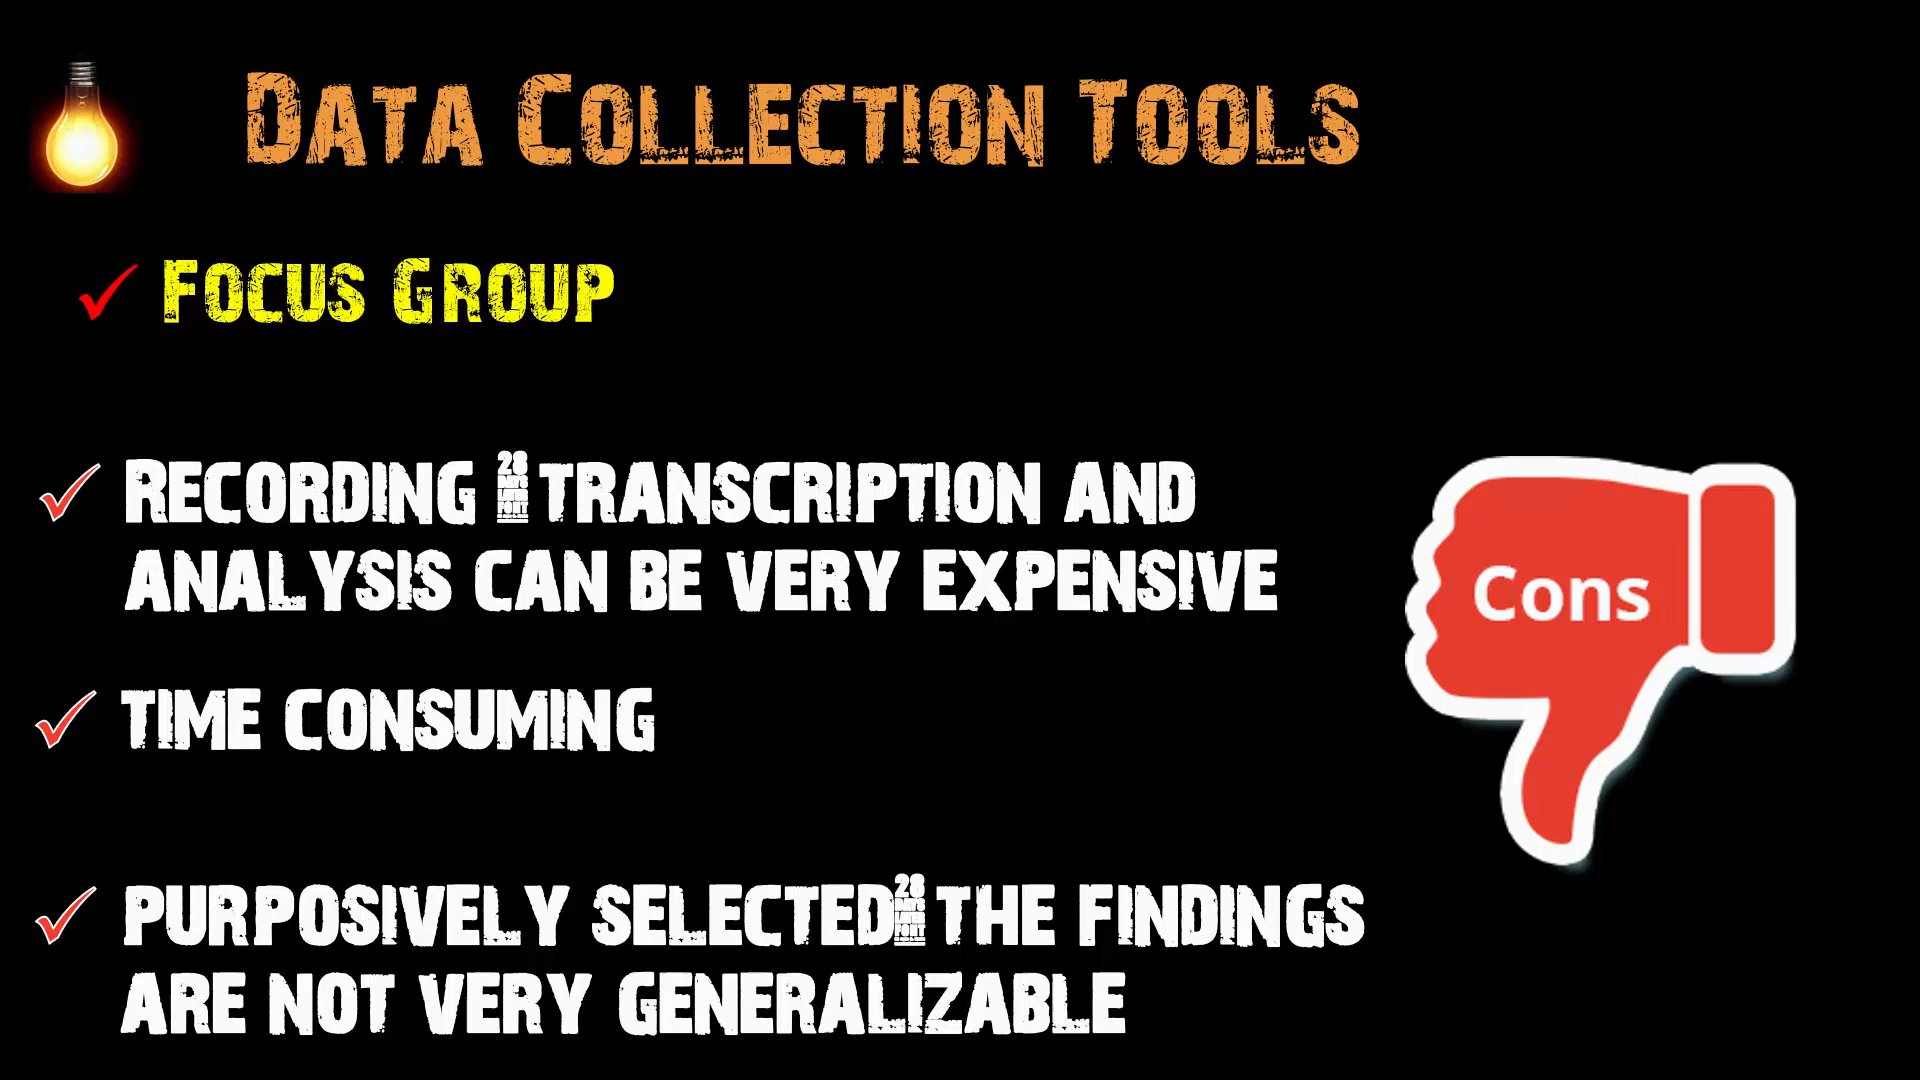 Data Collection Tools
Focus Group
Recording transcription and
analysis can be very expensive
Cons
time consuming
purposively selected the findings
are not very generalizable